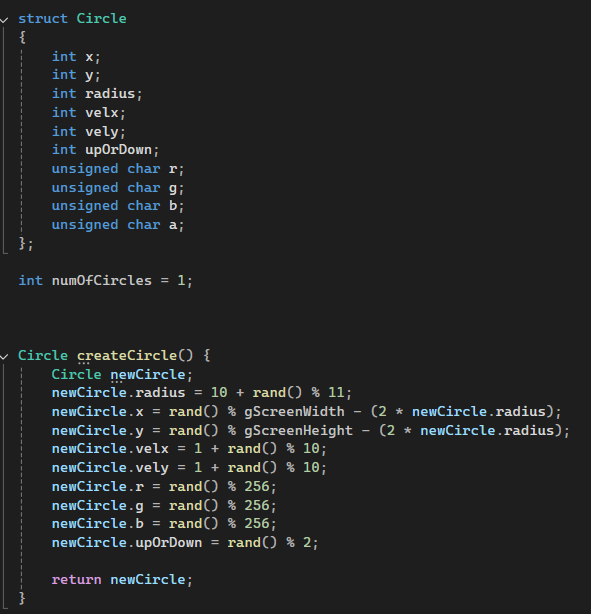 struct Circle
{
    int x;
    int y;
    int radius;
    int velx;
    int vely;
    int upOrDown;
    unsigned char r;
    unsigned char g;
    unsigned char b;
    unsigned char a;
};

int numOfCircles = 1;

Circle createCircle() {
    Circle newCircle;
    newCircle.radius = 10 + rand() % 11;
    newCircle.x = rand() % gScreenWidth - (2 * newCircle.radius);
    newCircle.y = rand() % gScreenHeight - (2 * newCircle.radius);
    newCircle.velx = 1 + rand() % 10;
    newCircle.vely = 1 + rand() % 10;
    newCircle.r = rand() % 256;
    newCircle.g = rand() % 256;
    newCircle.b = rand() % 256;
    newCircle.upOrDown = rand() % 2;

    return newCircle;
}